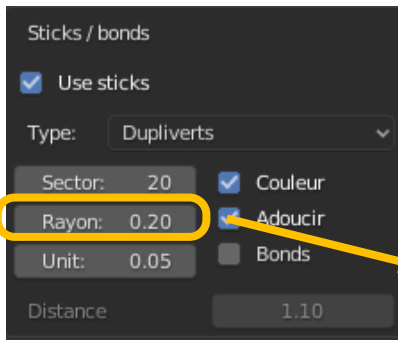 Sticks / bonds
Use sticks
Type: Dupliverts
Sector: 20 Couleur
Rayon: 0.20 Adoucir
Unit: 0.05 Bonds
Distance 1.10